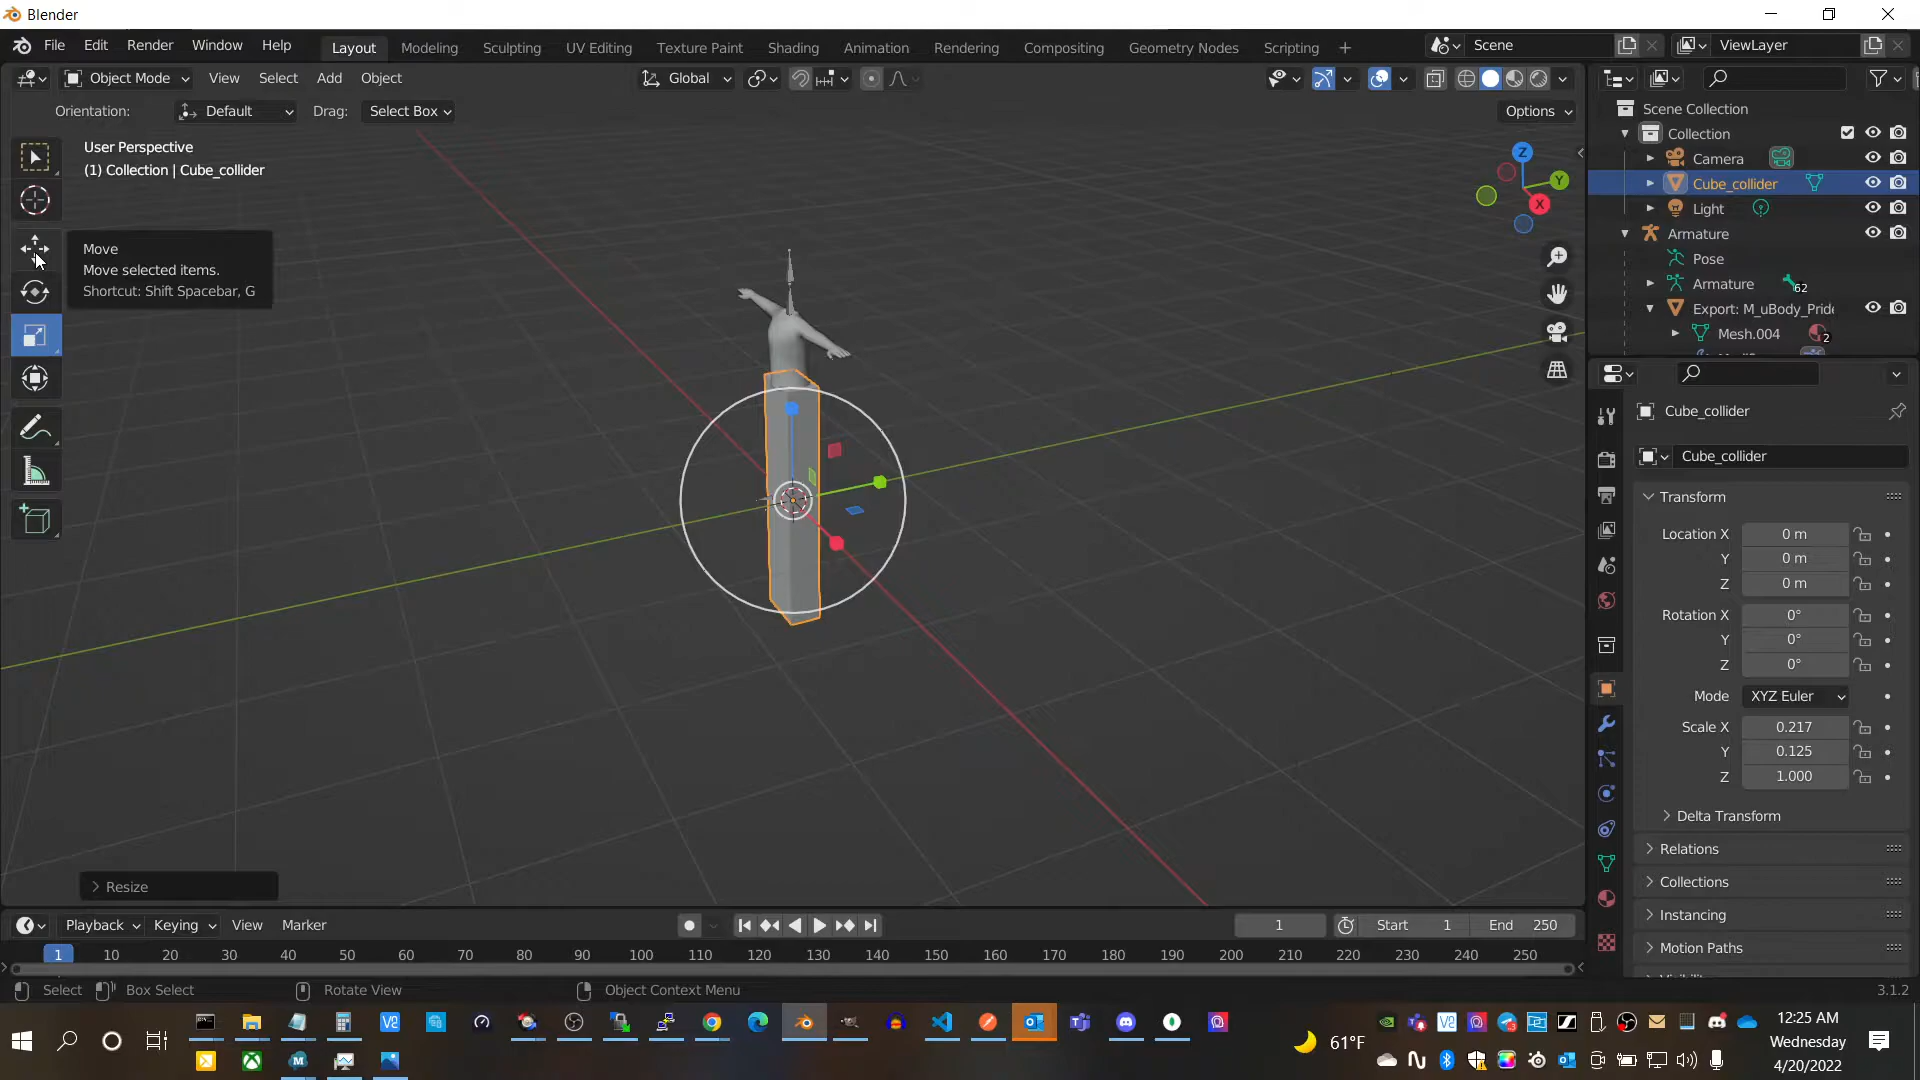 Blender
File Edit Render Window Help
Layout Modeling Sculpting UV Editing Texture Paint Shading Animation Rendering Compositing Geometry Nodes Scripting +
Scene ViewLayer
Object Mode View Select Add Object Global
Orientation: Default Drag: Select Box Options
User Perspective
(1) Collection | Cube_collider
Move
Move selected items.
Shortcut: Shift Spacebar, G
Z
Y
X
Scene Collection
Collection
Camera
Cube_collider
Light
Armature
Pose
Armature 62
Export: M_uBody_Pride
Mesh.004 2
Cube_collider
Cube_collider
Transform
Location X 0 m
Y 0 m
Z 0 m
Rotation X 0°
Y 0°
Z 0°
Mode XYZ Euler
Scale X 0.217
Y 0.125
Z 1.000
Delta Transform
Relations
Collections
Instancing
Motion Paths
Resize
Playback Keying View Marker 1 Start 1 End 250
1 10 20 30 40 50 60 70 80 90 100 110 120 130 140 150 160 170 180 190 200 210 220 230 240 250
Select Box Select Rotate View Object Context Menu 3.1.2
61°F
12:25 AM
Wednesday
4/20/2022